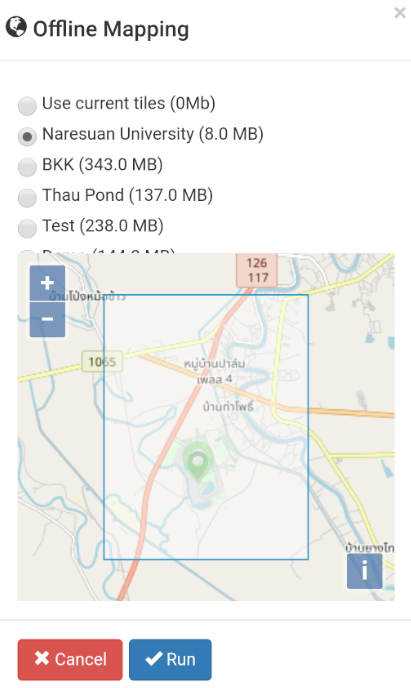 ×
Offline Mapping
Use current tiles (0Mb)
Naresuan University (8.0 MB)
BKK (343.0 MB)
Thau Pond (137.0 MB)
Test (238.0 MB)
126
117
+
บ้านโป่งหม้อข้าว
−
1065
หมู่บ้านปาล์ม
เพลส 4
บ้านท่าโพธิ์
บ้านยางโท
i
Cancel
Run